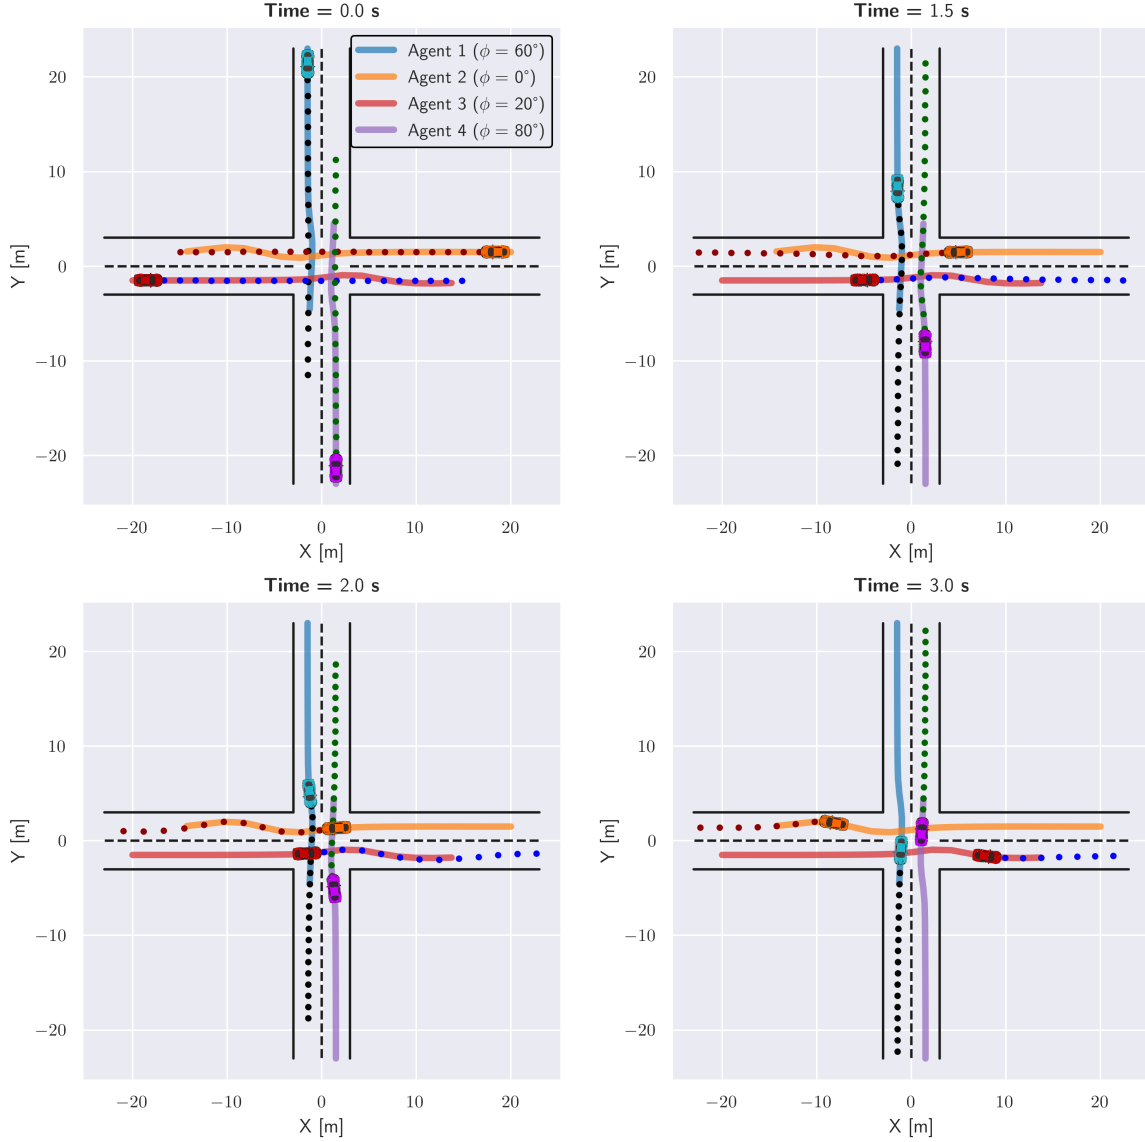 Time = 0.0 s
Agent 1 (ϕ = 60°)
Agent 2 (ϕ = 0°)
Agent 3 (ϕ = 20°)
Agent 4 (ϕ = 80°)
20
10
0
−10
−20
Y [m]
−20 −10 0 10 20
X [m]
Time = 1.5 s
20
10
0
−10
−20
Y [m]
−20 −10 0 10 20
X [m]
Time = 2.0 s
20
10
0
−10
−20
Y [m]
−20 −10 0 10 20
X [m]
Time = 3.0 s
20
10
0
−10
−20
Y [m]
−20 −10 0 10 20
X [m]